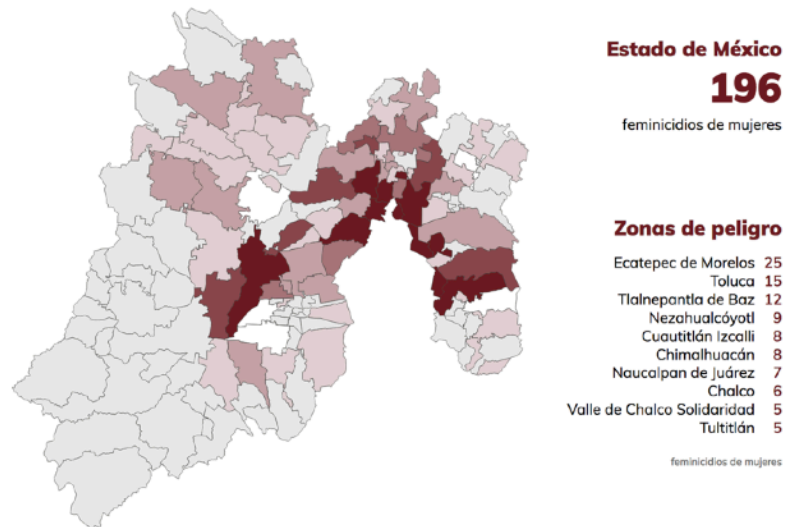 Estado de México
196
feminicidios de mujeres
Zonas de peligro
Ecatepec de Morelos 25
Toluca 15
Tlalnepantla de Baz 12
Nezahualcóyotl 9
Cuautitlán Izcalli 8
Chimalhuacán 8
Naucalpan de Juárez 7
Chalco 6
Valle de Chalco Solidaridad 5
Tultitlán 5
feminicidios de mujeres